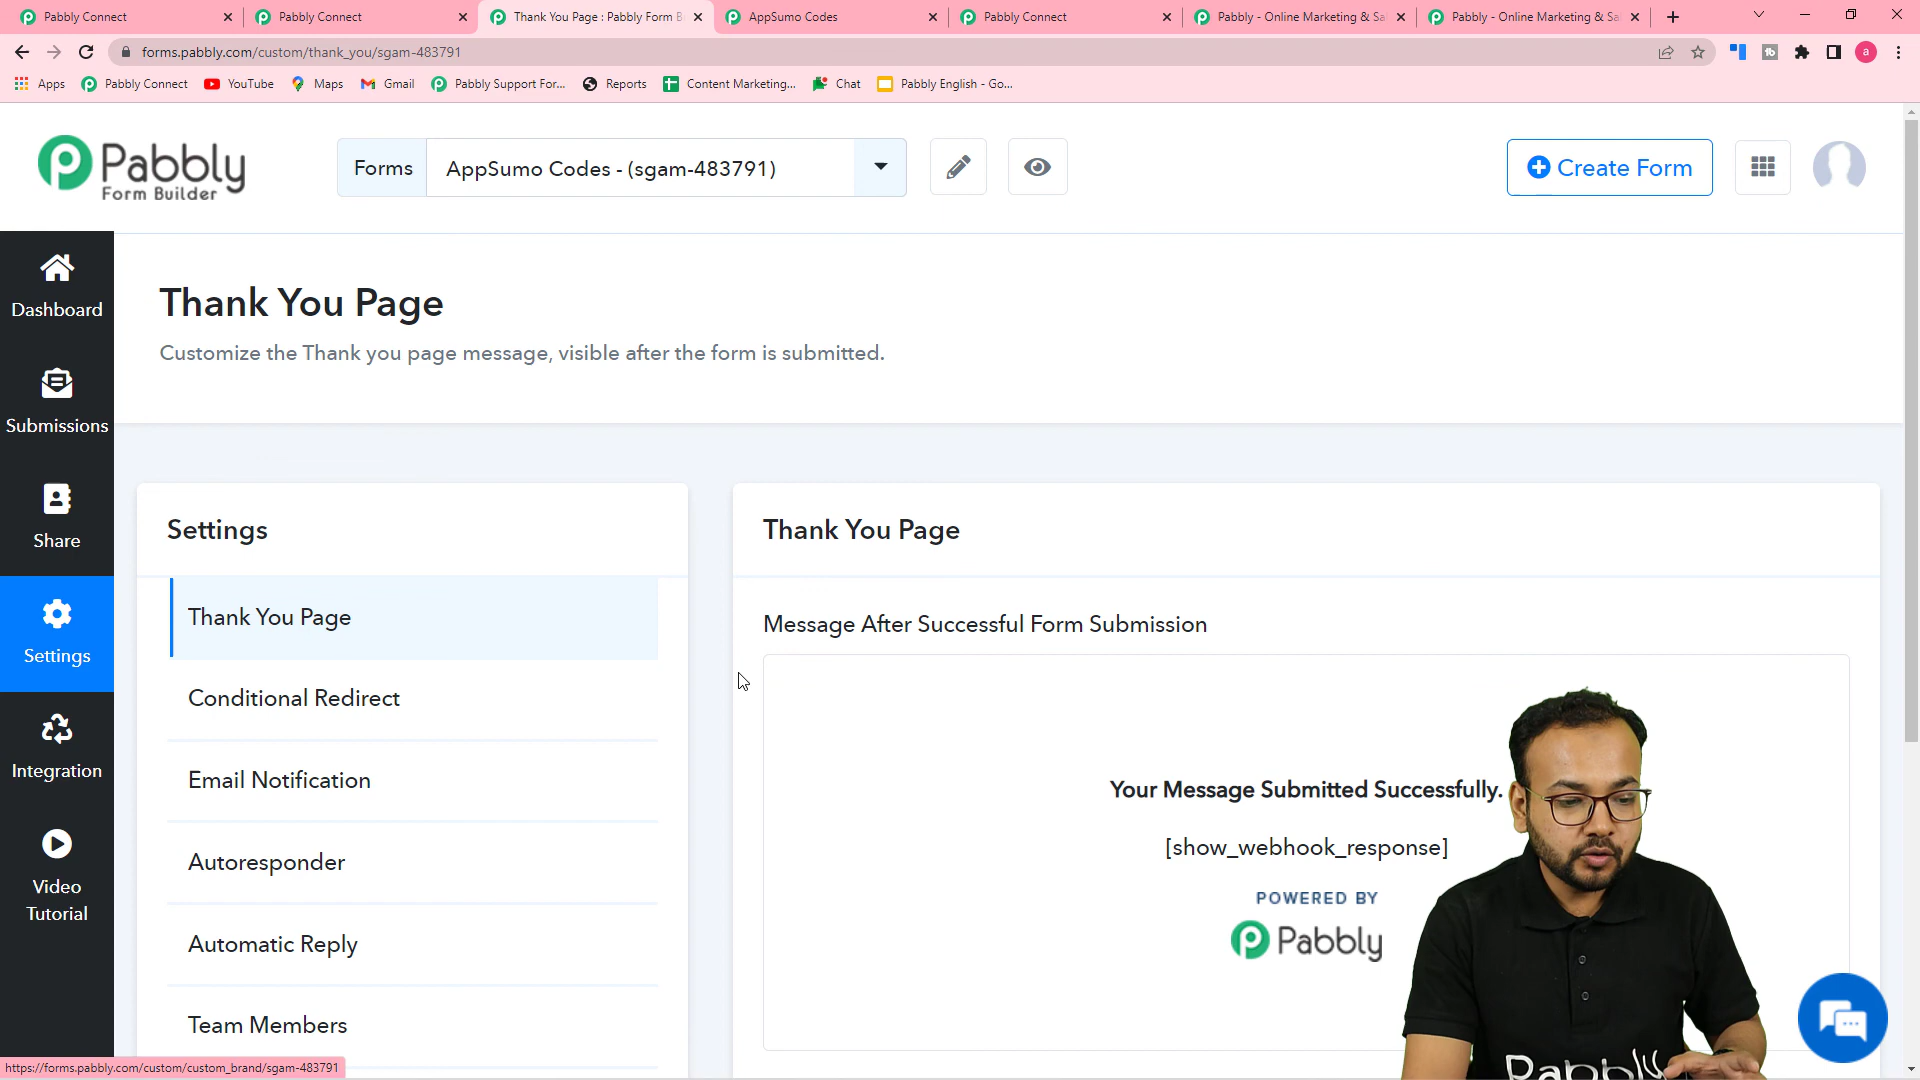 Pabbly Connect
Pabbly Connect
Thank You Page : Pabbly Form B
AppSumo Codes
Pabbly Connect
Pabbly - Online Marketing & Sa
Pabbly - Online Marketing & Sa
forms.pabbly.com/custom/thank_you/sgam-483791
a
Apps
Pabbly Connect
YouTube
Maps
Gmail
Pabbly Support For...
Reports
Content Marketing...
Chat
Pabbly English - Go...
Pabbly
Form Builder
Forms
AppSumo Codes - (sgam-483791)
Create Form
Dashboard
Submissions
Share
Settings
Integration
Video
Tutorial
Thank You Page
Customize the Thank you page message, visible after the form is submitted.
Settings
Thank You Page
Conditional Redirect
Email Notification
Autoresponder
Automatic Reply
Team Members
Thank You Page
Message After Successful Form Submission
Your Message Submitted Successfully.
[show_webhook_response]
POWERED BY
Pabbly
Pabbly
https://forms.pabbly.com/custom/custom_brand/sgam-483791